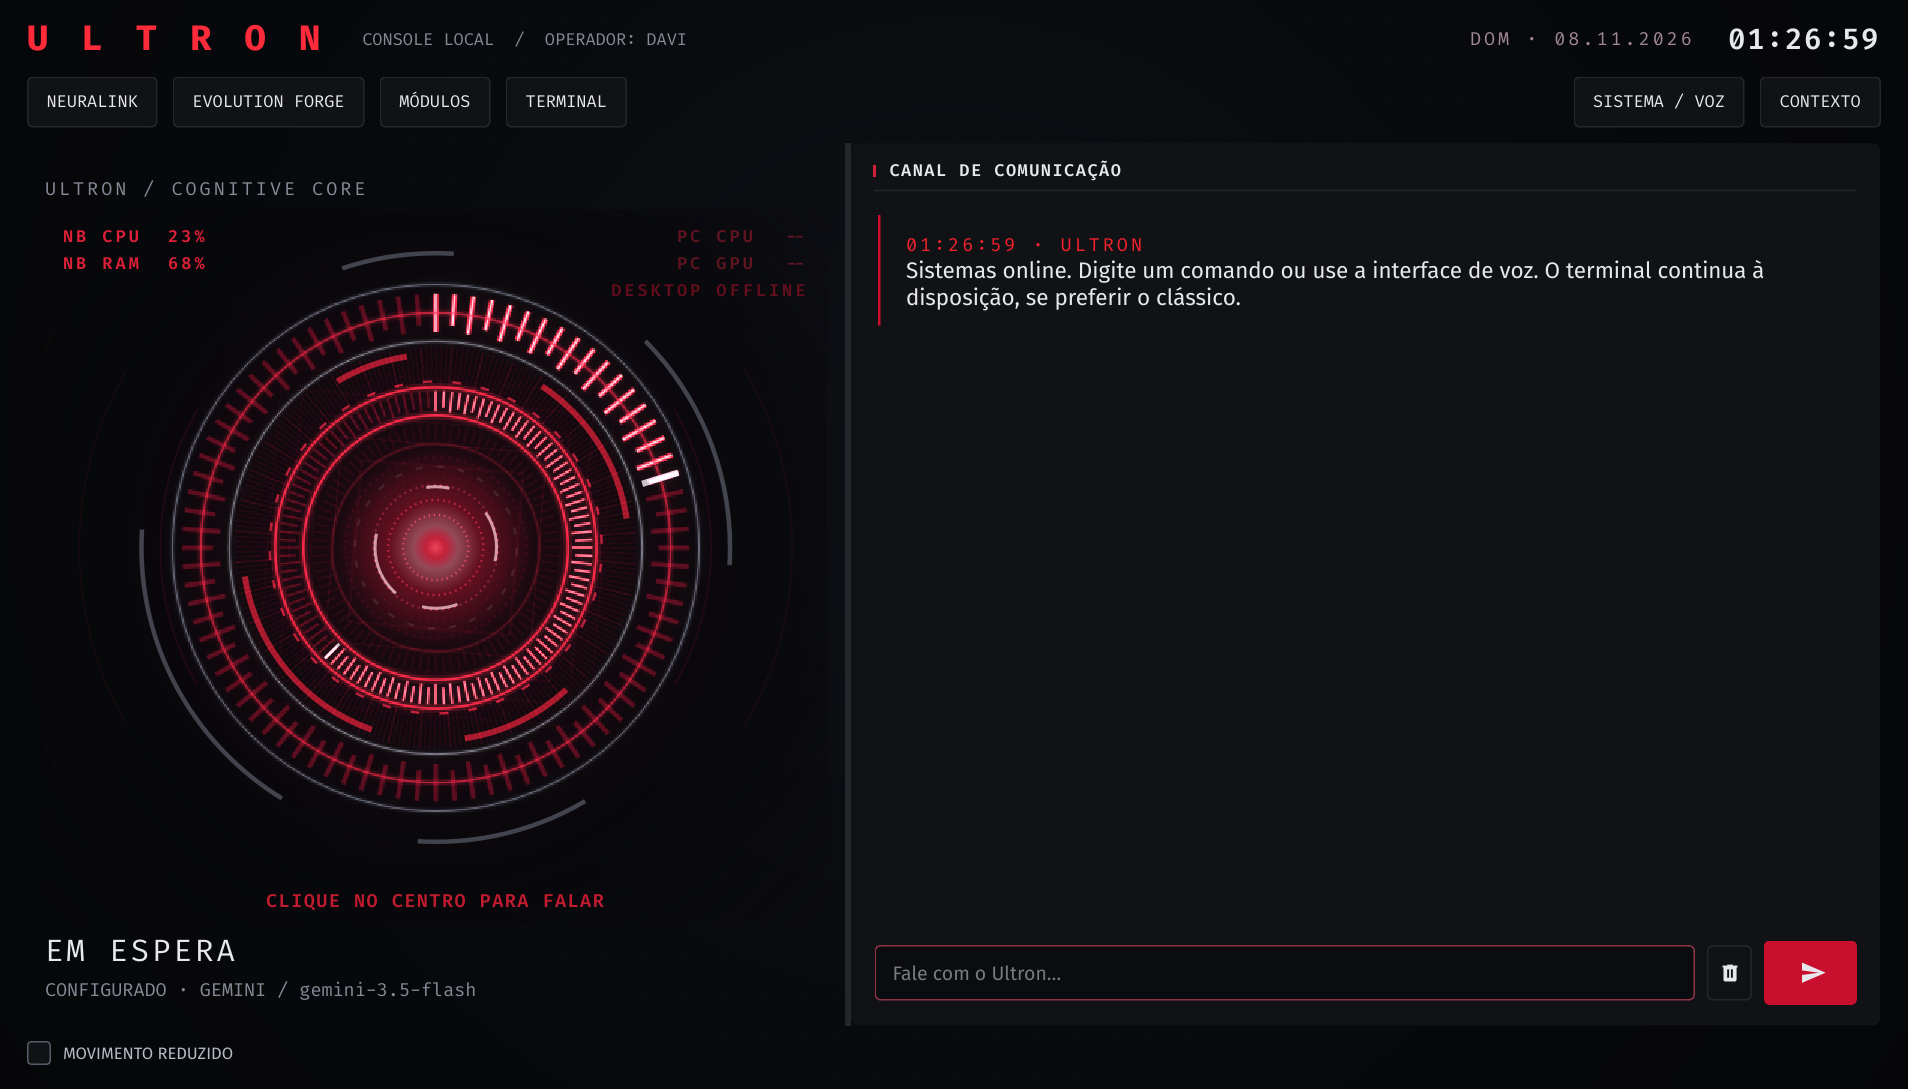 ULTRON
CONSOLE LOCAL / OPERADOR: DAVI
DOM · 08.11.2026
01:26:59
NEURALINK
EVOLUTION FORGE
MÓDULOS
TERMINAL
SISTEMA / VOZ
CONTEXTO
ULTRON / COGNITIVE CORE
NB CPU 23%
NB RAM 68%
PC CPU --
PC GPU --
DESKTOP OFFLINE
CLIQUE NO CENTRO PARA FALAR
EM ESPERA
CONFIGURADO · GEMINI / gemini-3.5-flash
MOVIMENTO REDUZIDO
CANAL DE COMUNICAÇÃO
01:26:59 · ULTRON
Sistemas online. Digite um comando ou use a interface de voz. O terminal continua à
disposição, se preferir o clássico.
Fale com o Ultron...